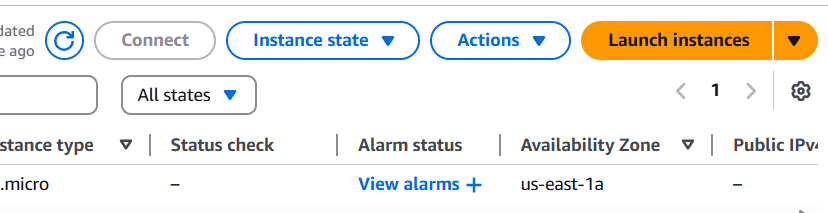 dated
e ago
Connect
Instance state
Actions
Launch instances
All states
1
stance type
Status check
Alarm status
Availability Zone
Public IPv4
.micro
–
View alarms +
us-east-1a
–